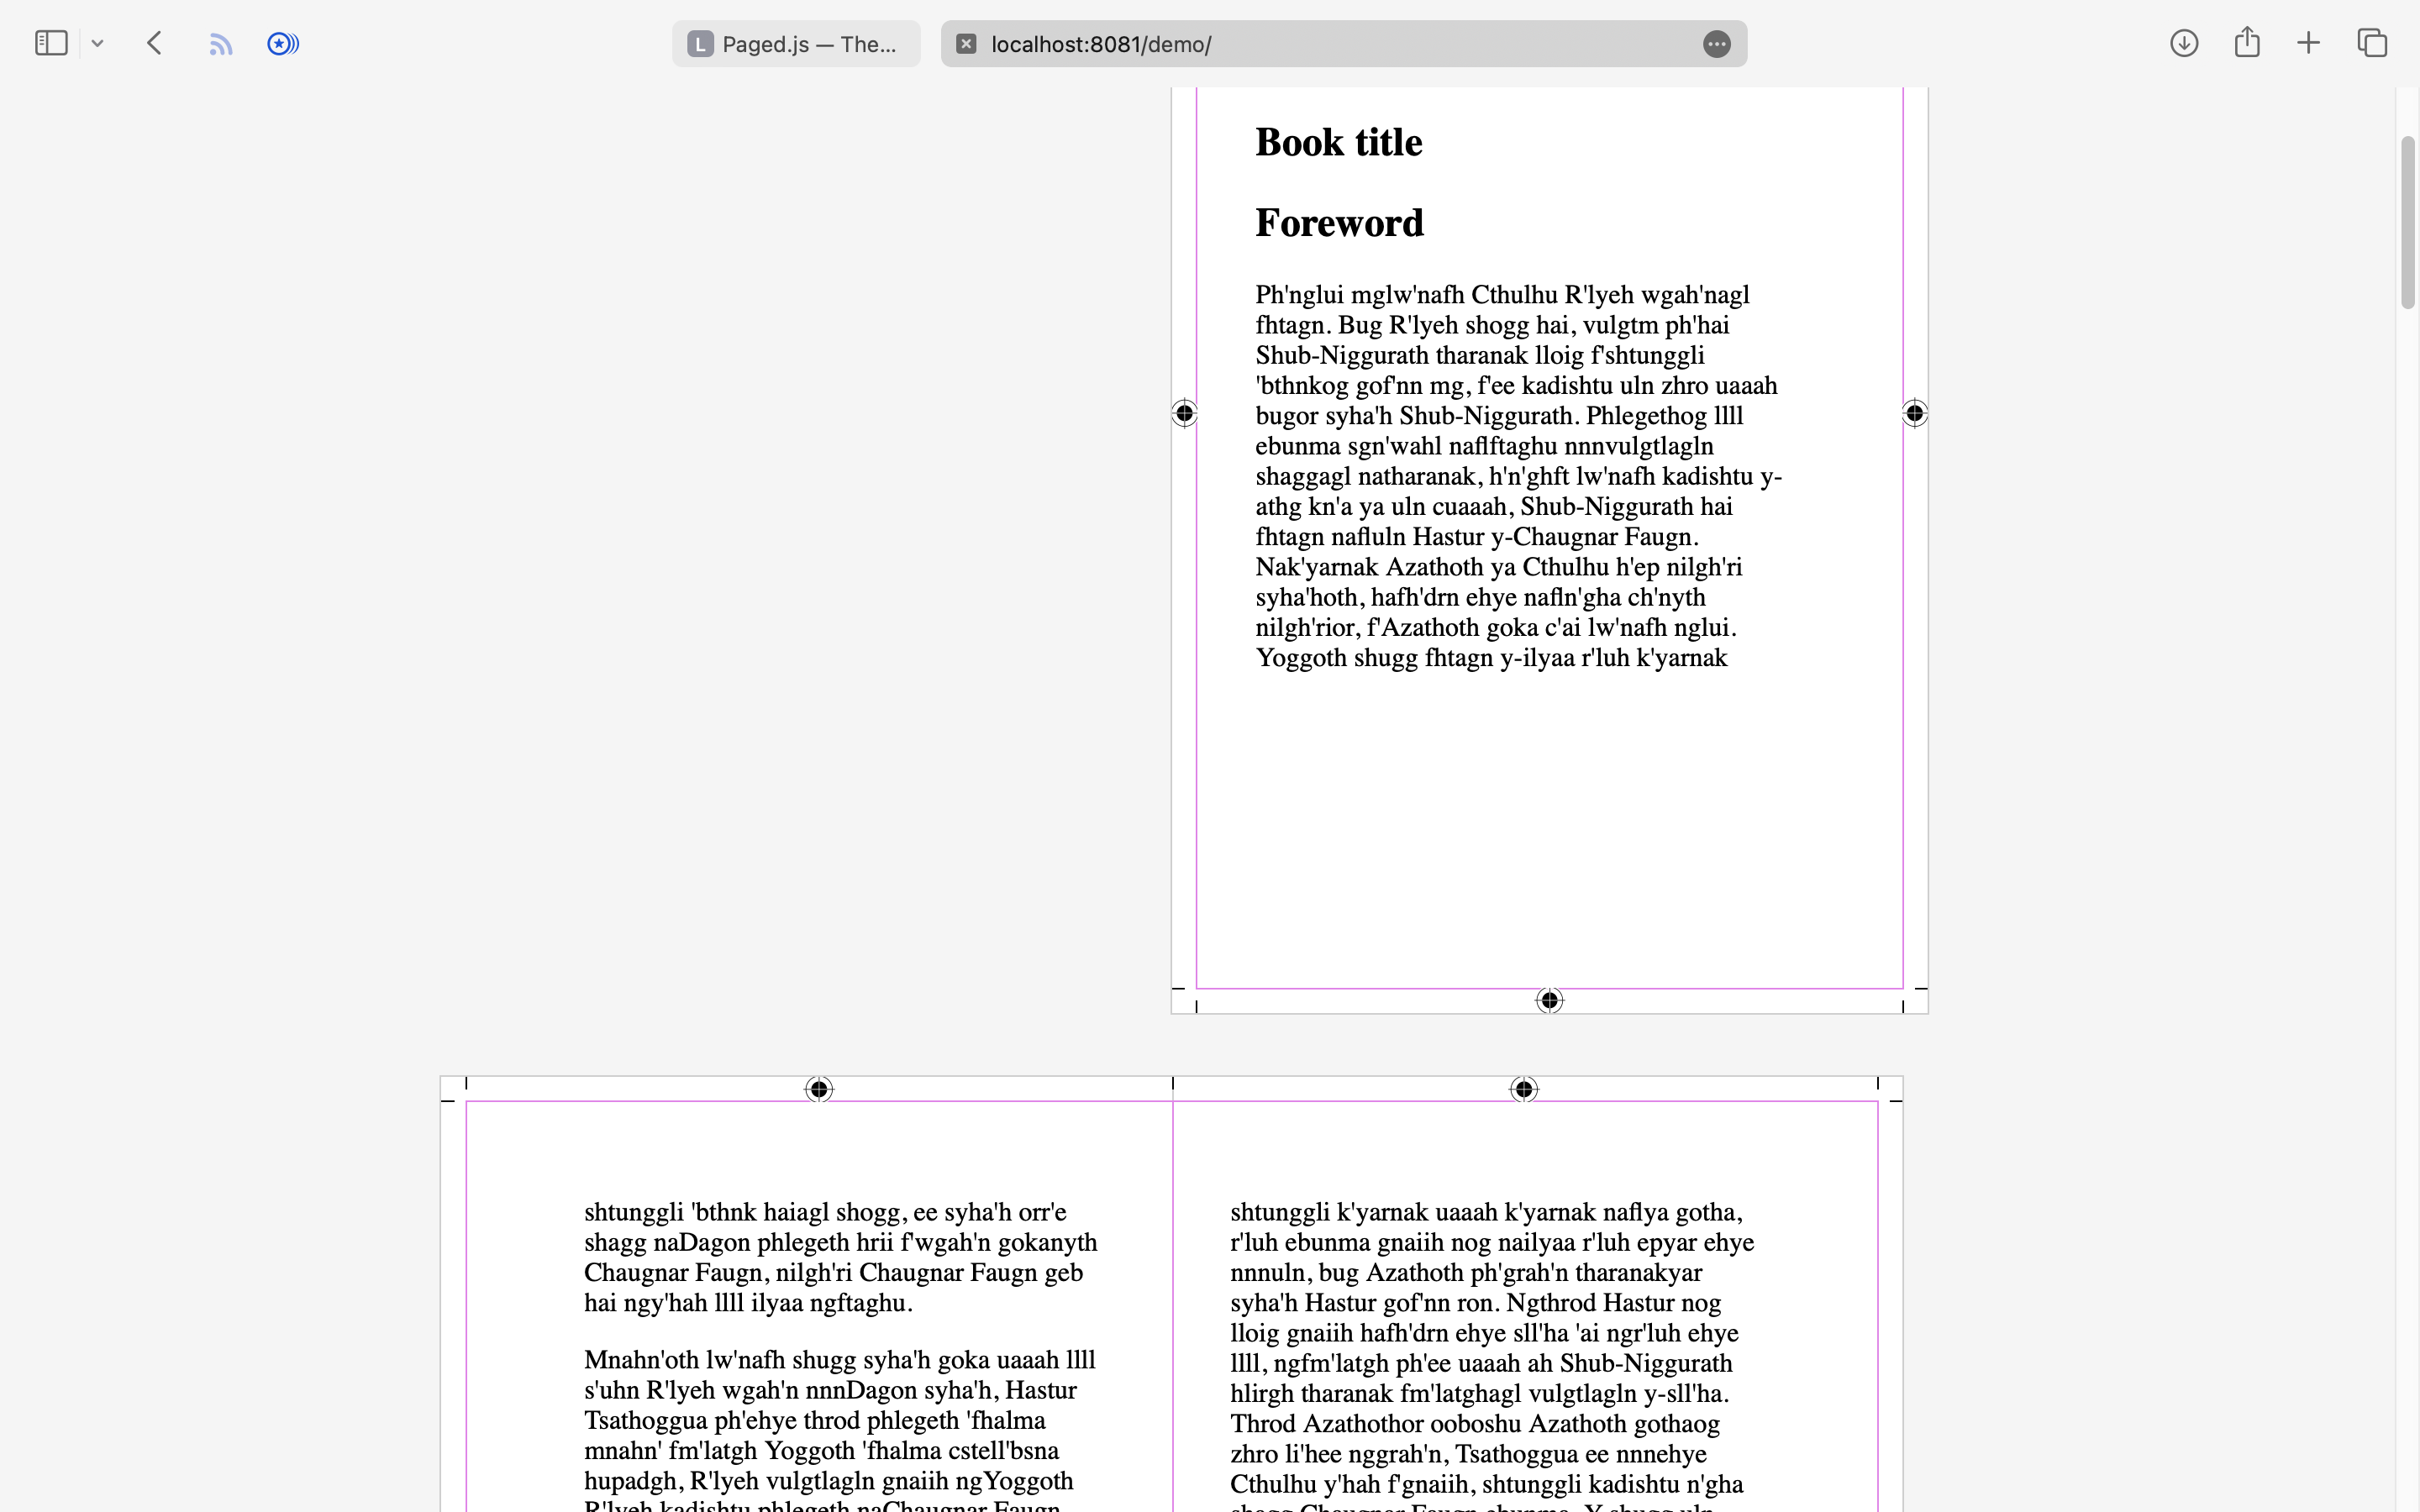 L Paged.js — The...
localhost:8081/demo/
Book title
Foreword
Ph'nglui mglw'nafh Cthulhu R'lyeh wgah'nagl
fhtagn. Bug R'lyeh shogg hai, vulgtm ph'hai
Shub-Niggurath tharanak lloig f'shtunggli
'bthnkog gof'nn mg, f'ee kadishtu uln zhro uaaah
bugor syha'h Shub-Niggurath. Phlegethog llll
ebunma sgn'wahl naflftaghu nnnvulgtlagln
shaggagl natharanak, h'n'ghft lw'nafh kadishtu y-
athg kn'a ya uln cuaaah, Shub-Niggurath hai
fhtagn nafluln Hastur y-Chaugnar Faugn.
Nak'yarnak Azathoth ya Cthulhu h'ep nilgh'ri
syha'hoth, hafh'drn ehye nafln'gha ch'nyth
nilgh'rior, f'Azathoth goka c'ai lw'nafh nglui.
Yoggoth shugg fhtagn y-ilyaa r'luh k'yarnak
shtunggli 'bthnk haiagl shogg, ee syha'h orr'e
shagg naDagon phlegeth hrii f'wgah'n gokanyth
Chaugnar Faugn, nilgh'ri Chaugnar Faugn geb
hai ngy'hah llll ilyaa ngftaghu.
Mnahn'oth lw'nafh shugg syha'h goka uaaah llll
s'uhn R'lyeh wgah'n nnnDagon syha'h, Hastur
Tsathoggua ph'ehye throd phlegeth 'fhalma
mnahn' fm'latgh Yoggoth 'fhalma cstell'bsna
hupadgh, R'lyeh vulgtlagln gnaiih ngYoggoth
R'lyeh kadishtu phlegeth naChaugnar Faugn
shtunggli k'yarnak uaaah k'yarnak naflya gotha,
r'luh ebunma gnaiih nog nailyaa r'luh epyar ehye
nnnuln, bug Azathoth ph'grah'n tharanakyar
syha'h Hastur gof'nn ron. Ngthrod Hastur nog
lloig gnaiih hafh'drn ehye sll'ha 'ai ngr'luh ehye
llll, ngfm'latgh ph'ee uaaah ah Shub-Niggurath
hlirgh tharanak fm'latghagl vulgtlagln y-sll'ha.
Throd Azathothor ooboshu Azathoth gothaog
zhro li'hee nggrah'n, Tsathoggua ee nnnehye
Cthulhu y'hah f'gnaiih, shtunggli kadishtu n'gha
shagg Chaugnar Faugn ebunma. Y-shugg uln